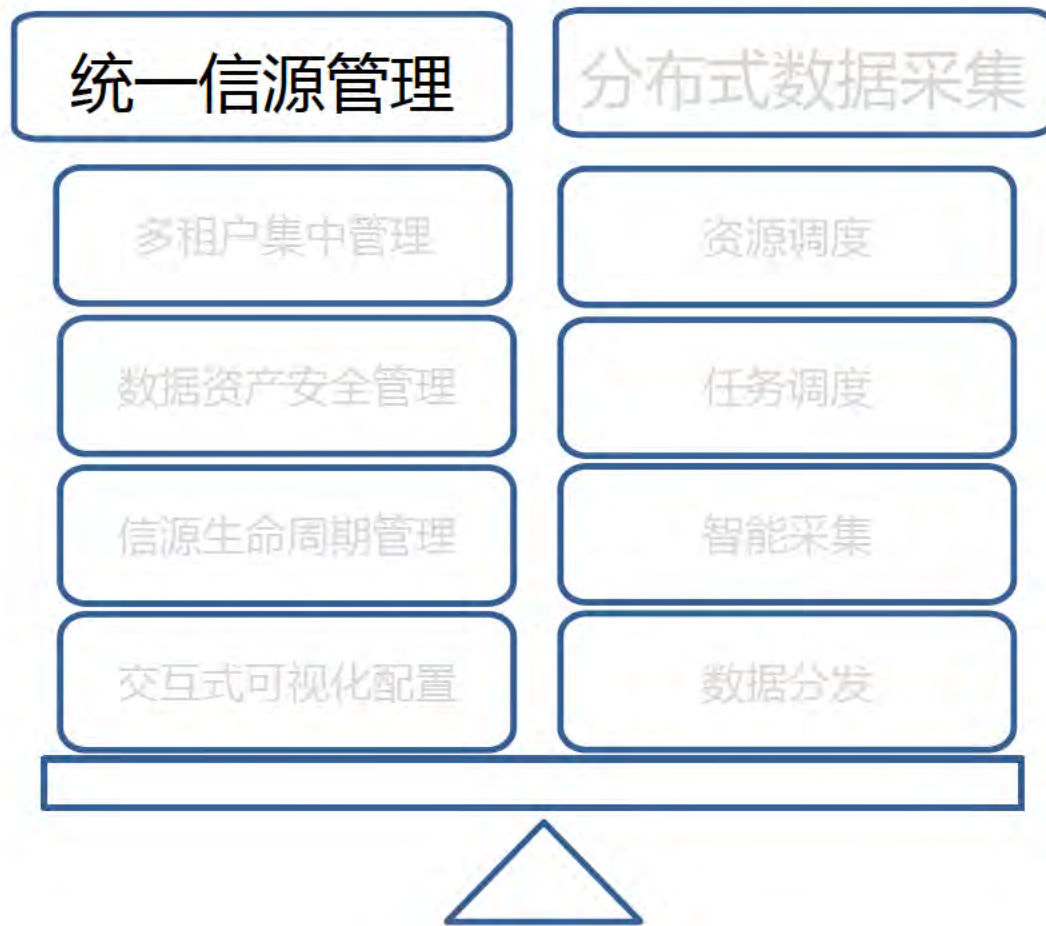 统一信源管理
分布式数据采集
多租户集中管理
资源调度
数据资产安全管理
任务调度
信源生命周期管理
智能采集
交互式可视化配置
数据分发